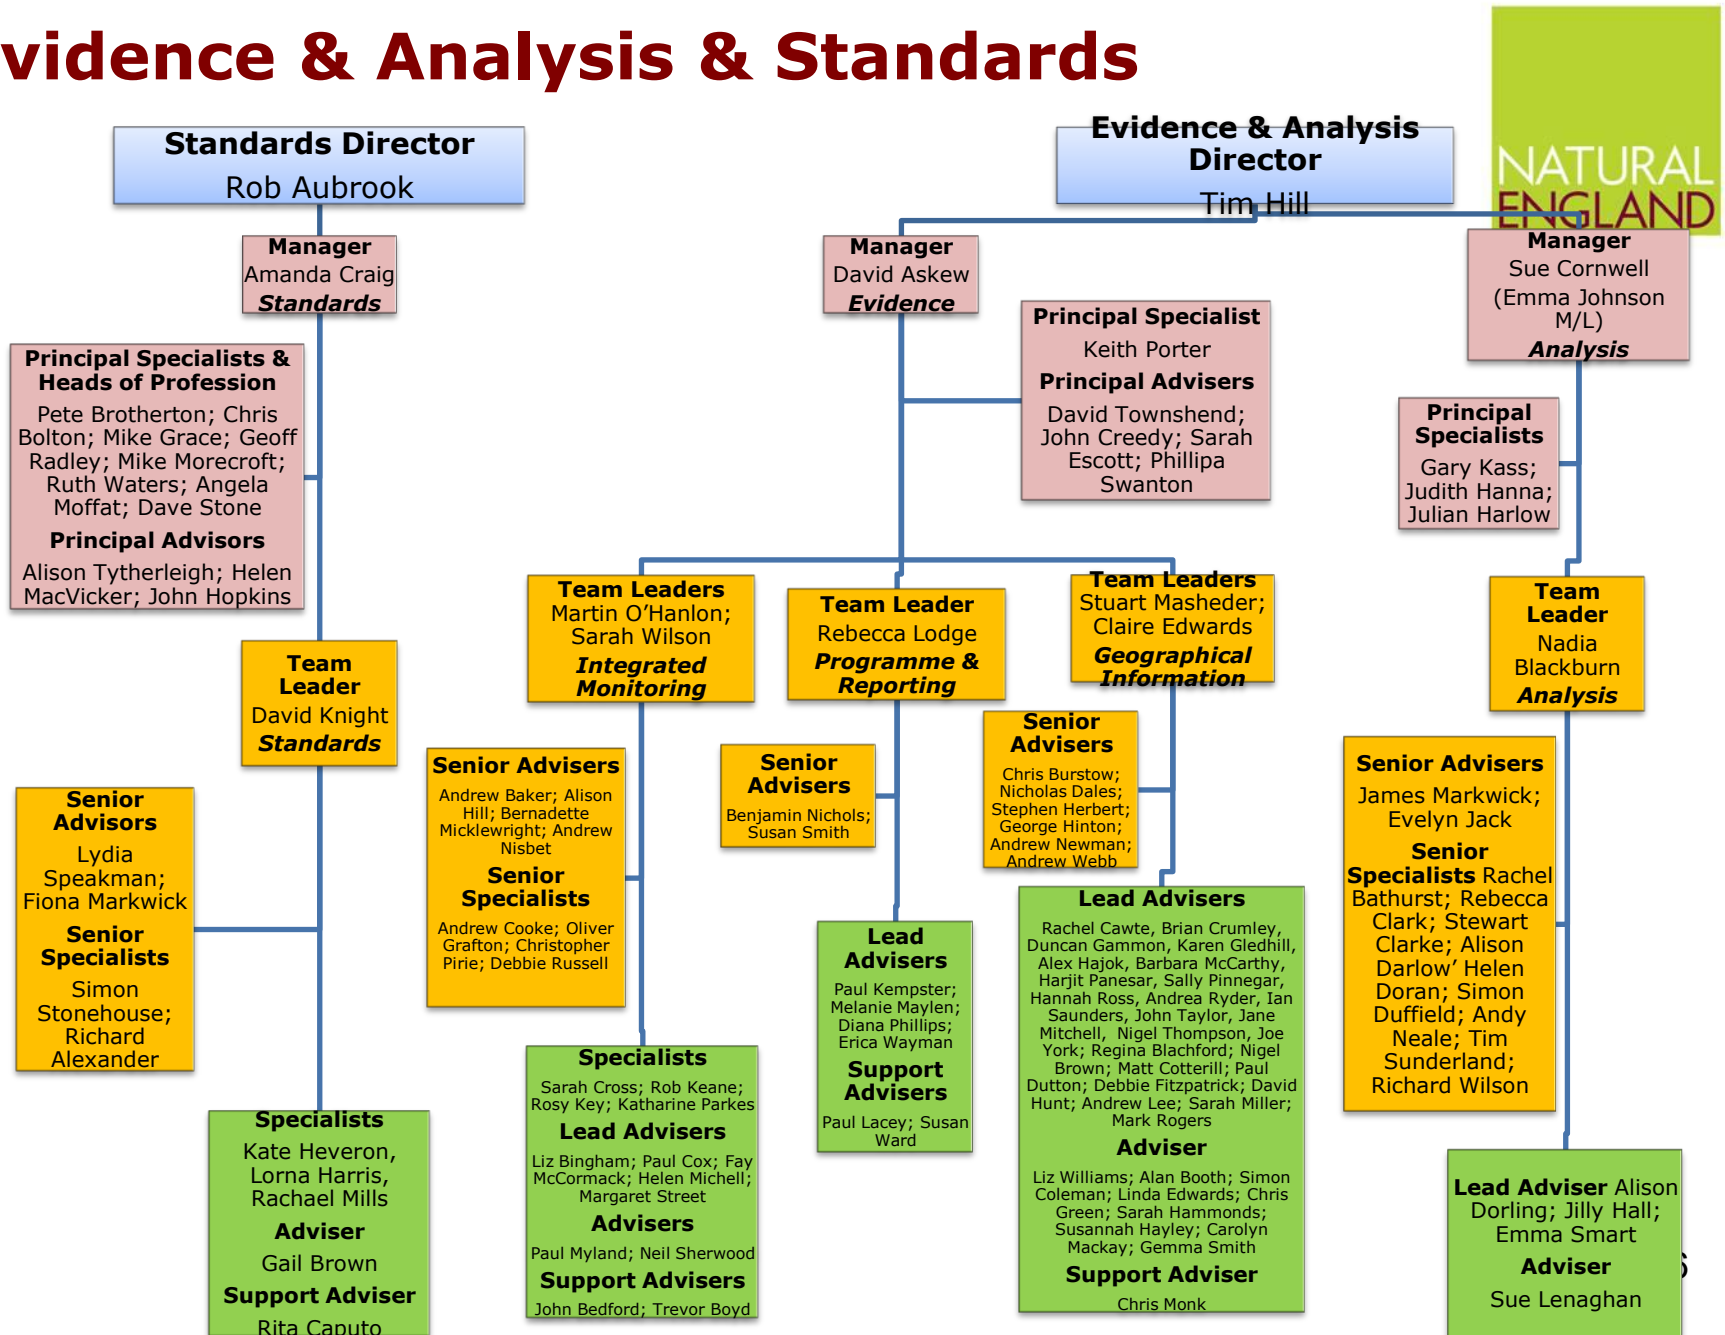 vidence & Analysis & Standards
NATURAL
ENGLAND
Standards Director
Rob Aubrook
Evidence & Analysis
Director
Tim Hill
Manager
Amanda Craig
Standards
Manager
David Askew
Evidence
Manager
Sue Cornwell
(Emma Johnson
M/L)
Analysis
Principal Specialists &
Heads of Profession
Pete Brotherton; Chris
Bolton; Mike Grace; Geoff
Radley; Mike Morecroft;
Ruth Waters; Angela
Moffat; Dave Stone
Principal Advisors
Alison Tytherleigh; Helen
MacVicker; John Hopkins
Principal Specialist
Keith Porter
Principal Advisers
David Townshend;
John Creedy; Sarah
Escott; Phillipa
Swanton
Principal
Specialists
Gary Kass;
Judith Hanna;
Julian Harlow
Team
Leader
David Knight
Standards
Team Leaders
Martin O’Hanlon;
Sarah Wilson
Integrated
Monitoring
Team Leader
Rebecca Lodge
Programme &
Reporting
Team Leaders
Stuart Masheder;
Claire Edwards
Geographical
Information
Team
Leader
Nadia
Blackburn
Analysis
Senior
Advisors
Lydia
Speakman;
Fiona Markwick
Senior
Specialists
Simon
Stonehouse;
Richard
Alexander
Senior Advisers
Andrew Baker; Alison
Hill; Bernadette
Micklewright; Andrew
Nisbet
Senior
Specialists
Andrew Cooke; Oliver
Grafton; Christopher
Pirie; Debbie Russell
Senior
Advisers
Benjamin Nichols;
Susan Smith
Senior
Advisers
Chris Burstow;
Nicholas Dales;
Stephen Herbert;
George Hinton;
Andrew Newman;
Andrew Webb
Senior Advisers
James Markwick;
Evelyn Jack
Senior
Specialists Rachel
Bathurst; Rebecca
Clark; Stewart
Clarke; Alison
Darlow’ Helen
Doran; Simon
Duffield; Andy
Neale; Tim
Sunderland;
Richard Wilson
Specialists
Kate Heveron,
Lorna Harris,
Rachael Mills
Adviser
Gail Brown
Support Adviser
Rita Caputo
Specialists
Sarah Cross; Rob Keane;
Rosy Key; Katharine Parkes
Lead Advisers
Liz Bingham; Paul Cox; Fay
McCormack; Helen Michell;
Margaret Street
Advisers
Paul Myland; Neil Sherwood
Support Advisers
John Bedford; Trevor Boyd
Lead
Advisers
Paul Kempster;
Melanie Maylen;
Diana Phillips;
Erica Wayman
Support
Advisers
Paul Lacey; Susan
Ward
Lead Advisers
Rachel Cawte, Brian Crumley,
Duncan Gammon, Karen Gledhill,
Alex Hajok, Barbara McCarthy,
Harjit Panesar, Sally Pinnegar,
Hannah Ross, Andrea Ryder, Ian
Saunders, John Taylor, Jane
Mitchell, Nigel Thompson, Joe
York; Regina Blachford; Nigel
Brown; Matt Cotterill; Paul
Dutton; Debbie Fitzpatrick; David
Hunt; Andrew Lee; Sarah Miller;
Mark Rogers
Adviser
Liz Williams; Alan Booth; Simon
Coleman; Linda Edwards; Chris
Green; Sarah Hammonds;
Susannah Hayley; Carolyn
Mackay; Gemma Smith
Support Adviser
Chris Monk
Lead Adviser Alison
Dorling; Jilly Hall;
Emma Smart
Adviser
Sue Lenaghan